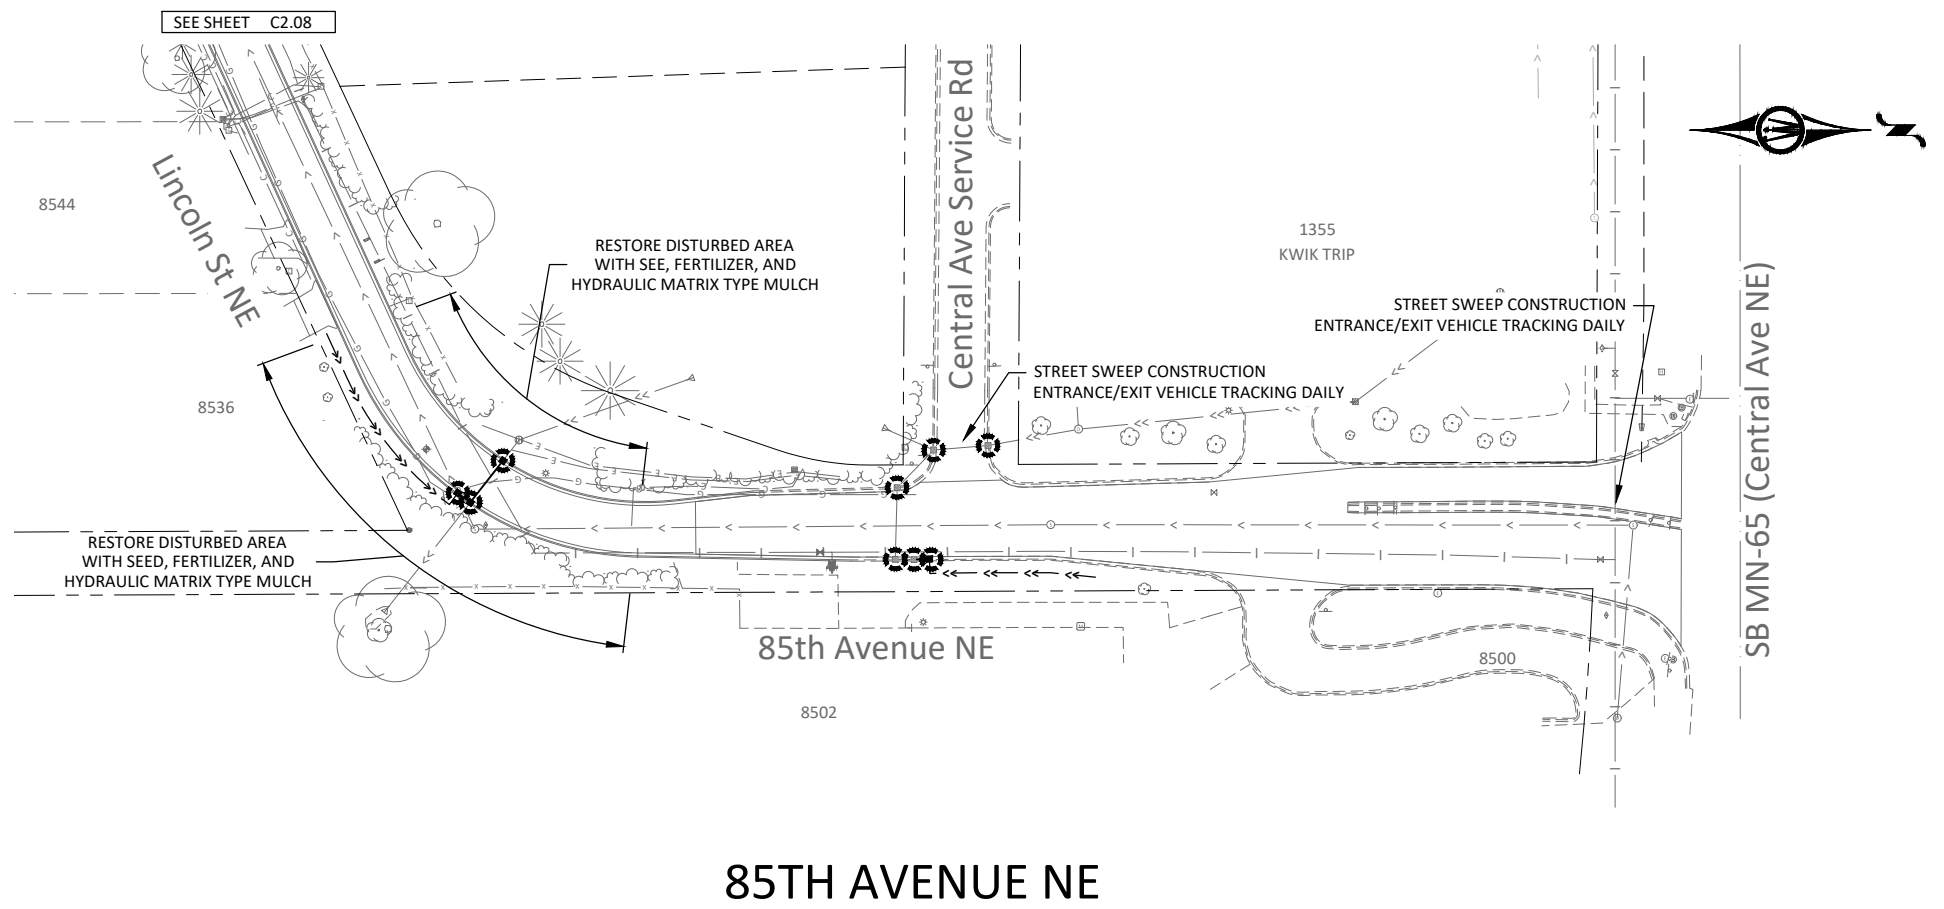 SEE SHEET C2.08
Lincoln St NE
Central Ave Service Rd
8544
RESTORE DISTURBED AREA
WITH SEE, FERTILIZER, AND
HYDRAULIC MATRIX TYPE MULCH
1355
KWIK TRIP
STREET SWEEP CONSTRUCTION
ENTRANCE/EXIT VEHICLE TRACKING DAILY
STREET SWEEP CONSTRUCTION
ENTRANCE/EXIT VEHICLE TRACKING DAILY
SB MN-65 (Central Ave NE)
8536
RESTORE DISTURBED AREA
WITH SEED, FERTILIZER, AND
HYDRAULIC MATRIX TYPE MULCH
85th Avenue NE
8500
8502
85TH AVENUE NE